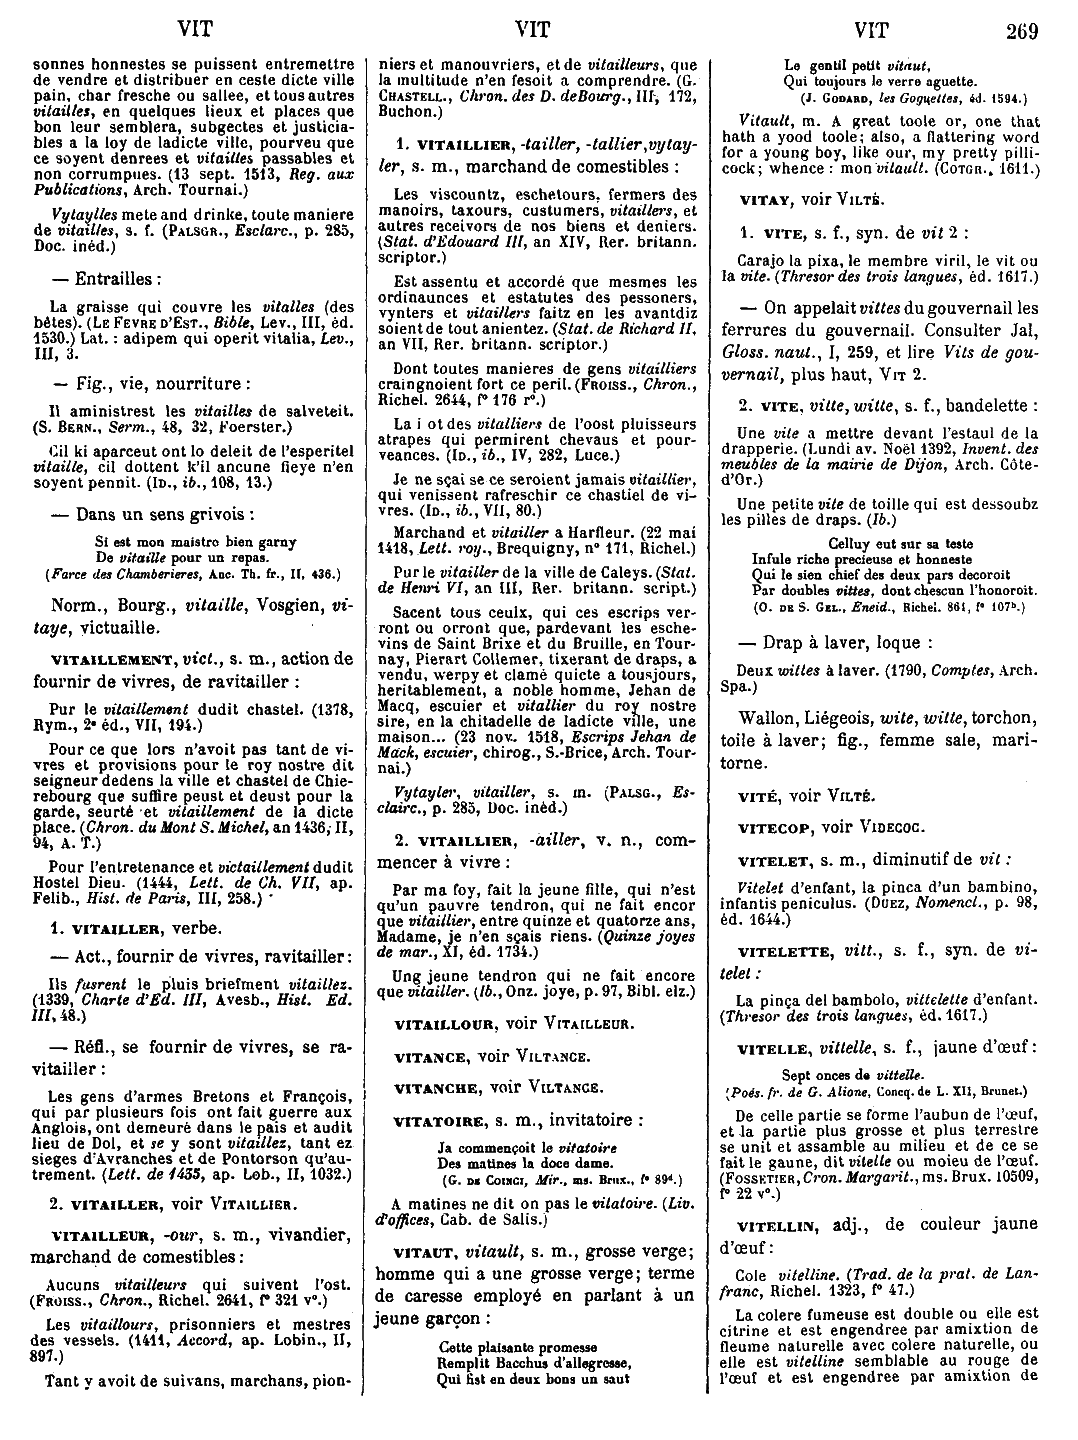 VIT
VIT
VIT
269
sonnes honnestes se puissent entremettre
de vendre et distribuer en ceste dicte ville
pain, char fresche ou sallee, et tous autres
vitailles, en quelques lieux et places que
bon leur semblera, subgectes et justicia-
bles a la loy de ladicte ville, pourveu que
ce soyent denrees et vitailles passables et
non corrumpues. (13 sept. 1513, Reg. aux
Publications, Arch. Tournai.)
Vytaylles mete and drinke, toute maniere
de vitailles, s. f. (PALSGR., Esclarc., p. 285,
Doc. inéd.)
— Entrailles :
La graisse qui couvre les vitalles (des
bêtes). (LE FEVRE D'EST., Bible, Lev., III, éd.
1530.) Lat. : adipem qui operit vitalia, Lev.,
III, 3.
— Fig., vie, nourriture :
Il aministrest les vitailles de salveteit.
(S. BERN., Serm., 48, 32, Foerster.)
Cil ki aparceut ont lo deleit de l'esperitel
vitaille, cil dottent k'il ancune fieye n'en
soyent pennit. (ID., ib., 108, 13.)
— Dans un sens grivois :
Si est mon maistre bien garny
De vitaille pour un repas.
(Farce des Chamberieres, Anc. Th. fr., II, 436.)
Norm., Bourg., vitaille, Vosgien, vi-
taye, victuaille.
VITAILLEMENT, vict., s. m., action de
fournir de vivres, de ravitailler :
Pur le vitaillement dudit chastel. (1378,
Rym., 2e éd., VII, 194.)
Pour ce que lors n'avoit pas tant de vi-
vres et provisions pour le roy nostre dit
seigneur dedens la ville et chastel de Chie-
rebourg que suffire peust et deust pour la
garde, seurté et vitaillement de la dicte
place. (Chron. du Mont S. Michel, an 1436, II,
94, A. T.)
Pour l'entretenance et victaillement dudit
Hostel Dieu. (1444, Lett. de Ch. VII, ap.
Felib., Hist. de Paris, III, 258.)
1. VITAILLER, verbe.
— Act., fournir de vivres, ravitailler :
Ils fusrent le pluis briefment vitaillez.
(1339, Charte d'Ed. III, Avesb., Hist. Ed.
III, 48.)
— Réfl., se fournir de vivres, se ra-
vitailler :
Les gens d'armes Bretons et François,
qui par plusieurs fois ont fait guerre aux
Anglois, ont demeuré dans le pais et audit
lieu de Dol, et se y sont vitaillez, tant ez
sieges d'Avranches et de Pontorson qu'au-
trement. (Lett. de 1435, ap. Lob., II, 1032.)
2. VITAILLER, voir VITAILLIER.
VITAILLEUR, -our, s. m., vivandier,
marchand de comestibles :
Aucuns vitailleurs qui suivent l'ost.
(FROISS., Chron., Richel. 2641, f° 321 v°.)
Les vitaillours, prisonniers et mestres
des vessels. (1411, Accord, ap. Lobin., II,
897.)
Tant y avoit de suivans, marchans, pion-
niers et manouvriers, et de vitailleurs, que
la multitude n'en fesoit a comprendre. (G.
CHASTELL., Chron. des D. de Bourg., III, 172,
Buchon.)
1. VITAILLIER, -tailler, -tallier, vytay-
ler, s. m., marchand de comestibles :
Les viscountz, eschetours, fermers des
manoirs, taxours, custumers, vitaillers, et
autres receivors de nos biens et deniers.
(Stat. d'Edouard III, an XIV, Rer. britann.
scriptor.)
Est assentu et accordé que mesmes les
ordinaunces et estatutes des pessoners,
vynters et vitaillers faitz en les avantdiz
soient de tout anientez. (Stat. de Richard II,
an VII, Rer. britann. scriptor.)
Dont toutes manieres de gens vitailliers
craingnoient fort ce peril. (FROISS., Chron.,
Richel. 2644, f° 176 r°.)
La i ot des vitalliers de l'oost pluisseurs
atrapes qui permirent chevaus et pour-
veances. (ID., ib., IV, 282, Luce.)
Je ne sçai se ce seroient jamais vitaillier,
qui venissent rafreschir ce chastiel de vi-
vres. (ID., ib., VII, 80.)
Marchand et vitailler a Harfleur. (22 mai
1418, Lett. roy., Brequigny, n° 171, Richel.)
Pur le vitailler de la ville de Caleys. (Stat.
de Henri VI, an III, Rer. britann. script.)
Sacent tous ceulx, qui ces escrips ver-
ront ou orront que, pardevant les esche-
vins de Saint Brixe et du Bruille, en Tour-
nay, Pierart Collemer, tixerant de draps, a
vendu, werpy et clamé quicte a tousjours,
heritablement, a noble homme, Jehan de
Macq, escuier et vitallier du roy nostre
sire, en la chitadelle de ladicte ville, une
maison... (23 nov. 1518, Escrips Jehan de
Mack, escuier, chirog., S.-Brice, Arch. Tour-
nai.)
Vytayler, vitailler, s. m. (PALSG., Es-
clairc., p. 285, Doc. inéd.)
2. VITAILLIER, -ailler, v. n., com-
mencer à vivre :
Par ma foy, fait la jeune fille, qui n'est
qu'un pauvre tendron, qui ne fait encor
que vitaillier, entre quinze et quatorze ans,
Madame, je n'en sçais riens. (Quinze joyes
de mar., XI, éd. 1734.)
Ung jeune tendron qui ne fait encore
que vitailler. (Ib., Onz. joye, p. 97, Bibl. elz.)
VITAILLOUR, voir VITAILLEUR.
VITANCE, voir VILTANCE.
VITANCHE, voir VILTANCE.
VITATOIRE, s. m., invitatoire :
Ja commençoit le vitatoire
Des matines la doce dame.
(G. DE COINCI, Mir., ms. Brux., f° 89d.)
A matines ne dit on pas le vitatoire. (Liv.
d'offices, Cab. de Salis.)
VITAUT, vitault, s. m., grosse verge;
homme qui a une grosse verge; terme
de caresse employé en parlant à un
jeune garçon :
Cette plaisante promesse
Remplit Bacchus d'allegresse,
Qui fist en deux bons un saut
Le gentil petit vitaut,
Qui toujours le verre aguette.
(J. GODARD, les Goguettes, éd. 1594.)
Vitault, m. A great toole or, one that
hath a yood toole; also, a flattering word
for a young boy, like our, my pretty pilli-
cock; whence : mon vitault. (COTGR., 1611.)
VITAY, voir VILTÉ.
1. VITE, s. f., syn. de vit 2 :
Carajo la pixa, le membre viril, le vit ou
la vite. (Thresor des trois langues, éd. 1617.)
— On appelait vittes du gouvernail les
ferrures du gouvernail. Consulter Jal,
Gloss. naut., I, 259, et lire Vits de gou-
vernail, plus haut, VIT 2.
2. VITE, vitte, witte, s. f., bandelette :
Une vite a mettre devant l'estaul de la
drapperie. (Lundi av. Noël 1392, Invent. des
meubles de la mairie de Dijon, Arch. Côte-
d'Or.)
Une petite vite de toille qui est dessoubz
les pilles de draps. (Ib.)
Celluy eut sur sa teste
Infule riche precieuse et honneste
Qui le sien chief des deux pars decoroit
Par doubles vittes, dont chescun l'honoroit.
(O. DE S. GEL., Eneid., Richel. 861, f° 107b.)
— Drap à laver, loque :
Deux wittes à laver. (1790, Comptes, Arch.
Spa.)
Wallon, Liégeois, wite, witte, torchon,
toile à laver; fig., femme sale, mari-
torne.
VITÉ, voir VILTÉ.
VITECOP, voir VIDECOC.
VITELET, s. m., diminutif de vit :
Vitelet d'enfant, la pinca d'un bambino,
infantis peniculus. (DUEZ, Nomencl., p. 98,
éd. 1644.)
VITELETTE, vitt., s. f., syn. de vi-
telet :
La pinça del bambolo, vittelette d'enfant.
(Thresor des trois langues, éd. 1617.)
VITELLE, vittelle, s. f., jaune d'œuf :
Sept onces de vittelle.
(Poés. fr. de G. Alione, Concq. de L. XII, Brunet.)
De celle partie se forme l'aubun de l'œuf,
et la partie plus grosse et plus terrestre
se unit et assamble au milieu et de ce se
fait le gaune, dit vitelle ou moieu de l'œuf.
(FOSSETIER, Cron. Margarit., ms. Brux. 10509,
f° 22 v°.)
VITELLIN, adj., de couleur jaune
d'œuf :
Cole vitelline. (Trad. de la prat. de Lan-
franc, Richel. 1323, f° 47.)
La colere fumeuse est double ou elle est
citrine et est engendree par amixtion de
fleume naturelle avec colere naturelle, ou
elle est vitelline semblable au rouge de
l'œuf et est engendree par amixtion de